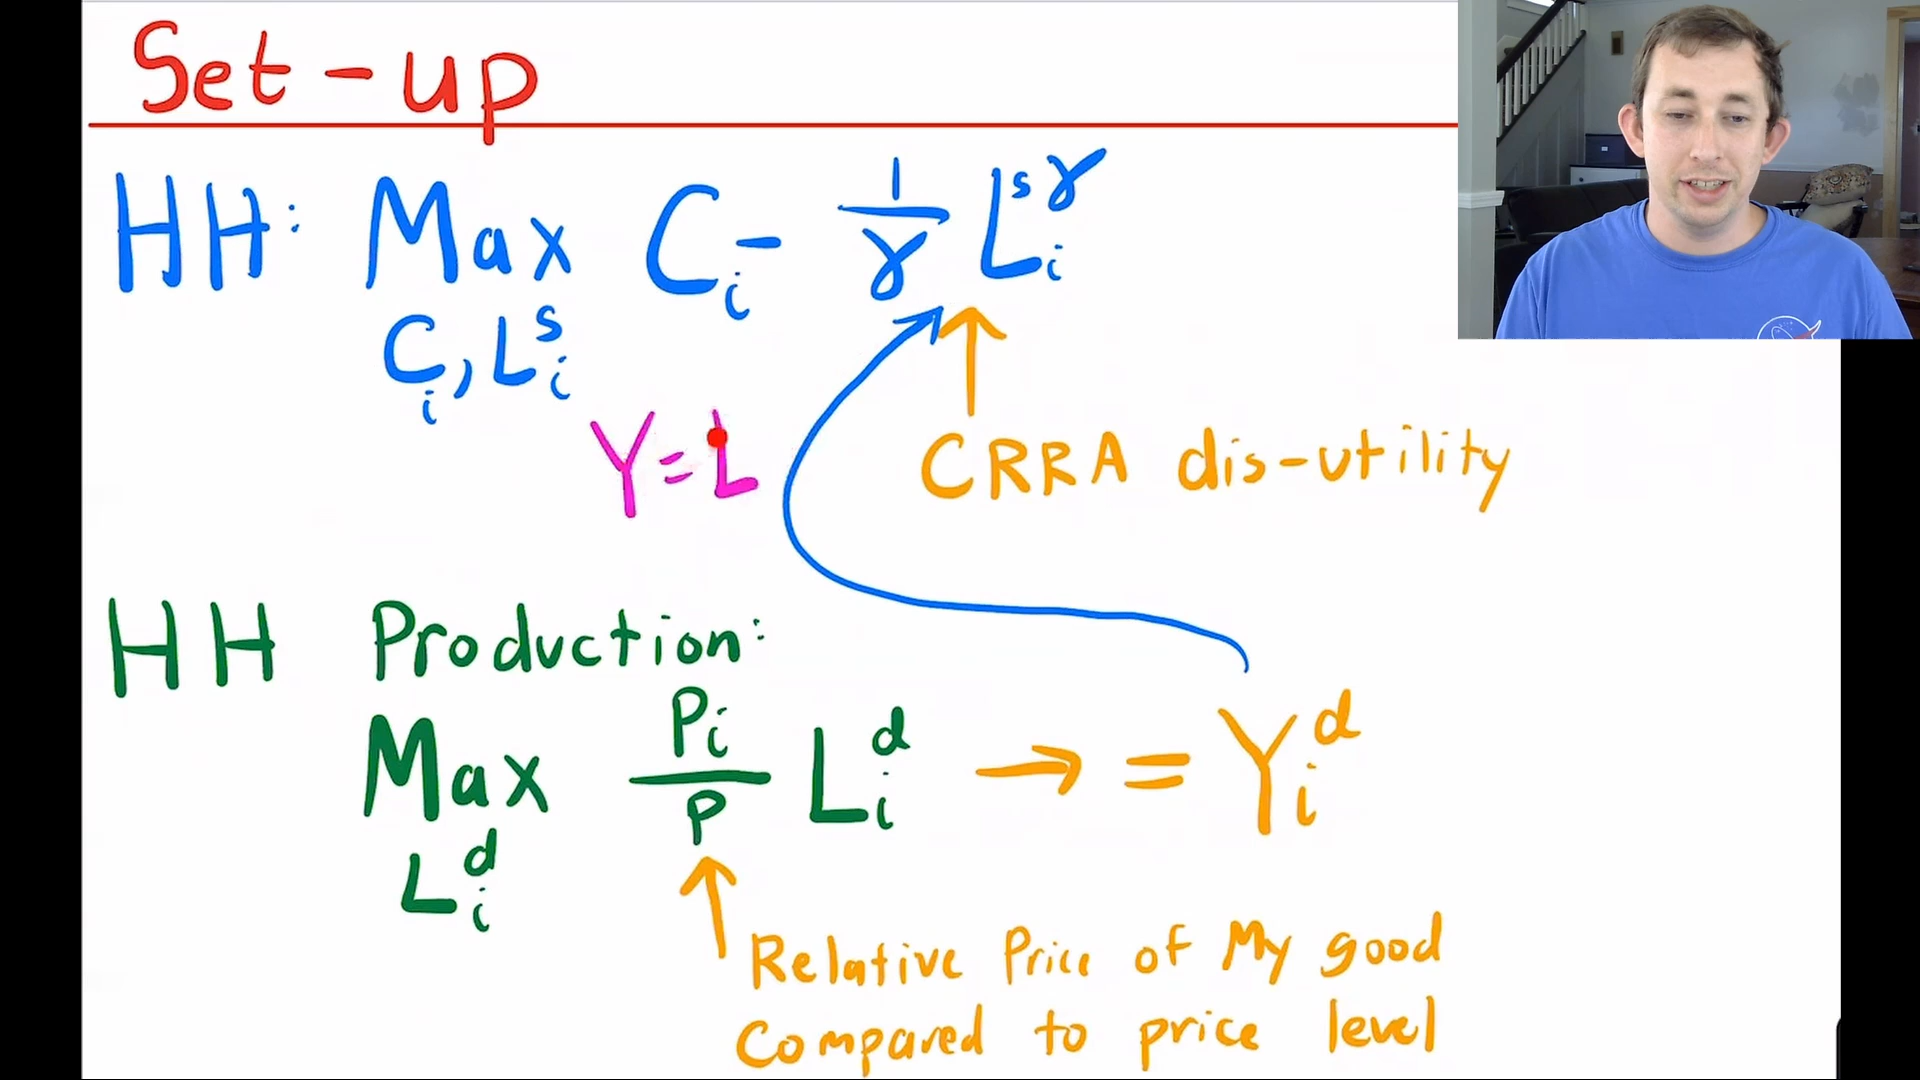 Set-up
HH: Max C_i - 1/γ L_i^{sγ}
C_i, L_i^s
Y=L
CRRA dis-utility
HH Production:
Max P_i/P L_i^d → = Y_i^d
L_i^d
Relative Price of My good
Compared to price level